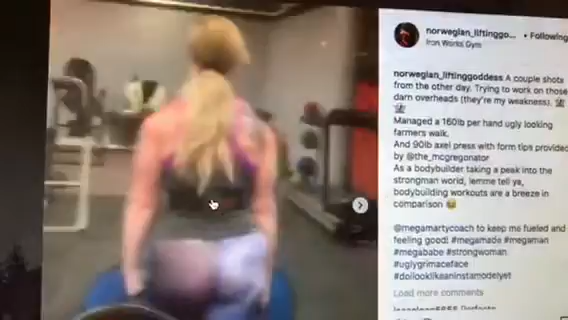 norwegian_liftinggo... • Following
Iron Works Gym
norwegian_liftinggoddess A couple shots
from the other day. Trying to work on those
darn overheads (they're my weakness).
Managed a 160lb per hand ugly looking
farmers walk.
And 90lb axel press with form tips provided
by @the_mcgregonator
As a bodybuilder taking a peak into the
strongman world, lemme tell ya,
bodybuilding workouts are a breeze in
comparison 😂
@megamartycoach to keep me fueled and
feeling good! #megamade #megaman
#megababe #strongwoman
#uglygrimaceface
#doilooklikeaninstamodelyet
Load more comments